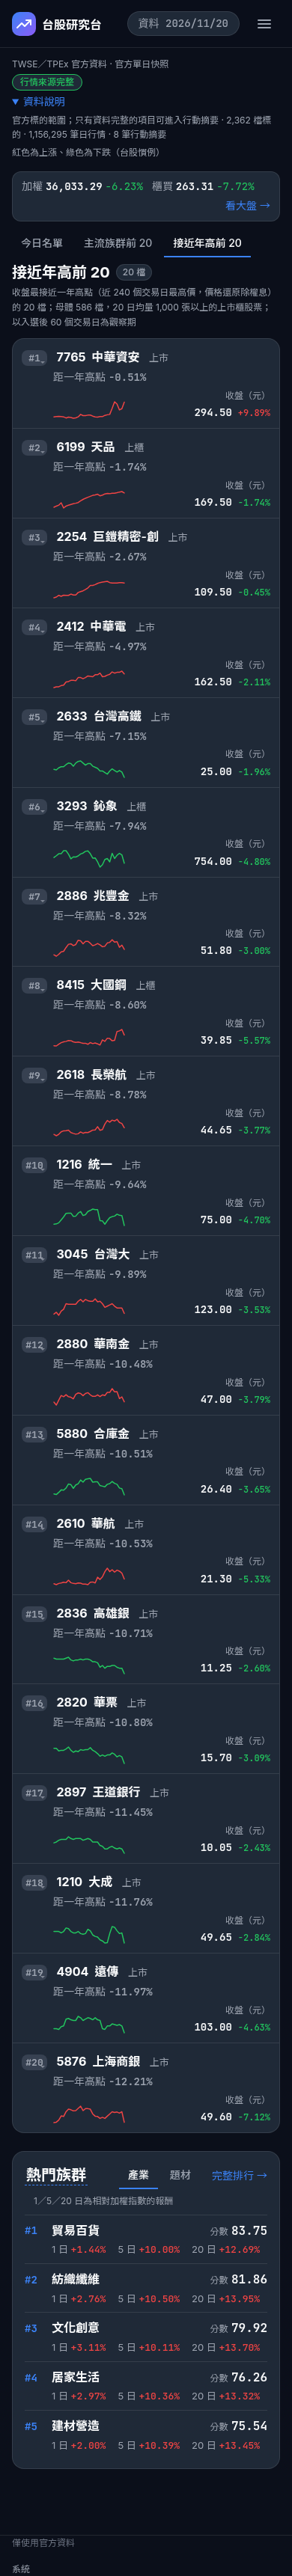 台股研究台
資料 2026/11/20
TWSE／TPEx 官方資料 · 官方單日快照
行情來源完整
▼ 資料說明
官方標的範圍；只有資料完整的項目可進入行動摘要 · 2,362 檔標
的 · 1,156,295 筆日行情 · 8 筆行動摘要
紅色為上漲、綠色為下跌（台股慣例）
加權 36,033.29 -6.23% 櫃買 263.31 -7.72%
看大盤 →
今日名單 主流族群前 20 接近年高前 20
接近年高前 20 20 檔
收盤最接近一年高點（近 240 個交易日最高價，價格還原除權息）
的 20 檔；母體 586 檔，20 日均量 1,000 張以上的上市櫃股票；
以入選後 60 個交易日為觀察期
#1 7765 中華資安 上市
距一年高點 -0.51%
收盤（元）
294.50 +9.89%
#2 6199 天品 上櫃
距一年高點 -1.74%
收盤（元）
169.50 -1.74%
#3 2254 巨鎧精密-創 上市
距一年高點 -2.67%
收盤（元）
109.50 -0.45%
#4 2412 中華電 上市
距一年高點 -4.97%
收盤（元）
162.50 -2.11%
#5 2633 台灣高鐵 上市
距一年高點 -7.15%
收盤（元）
25.00 -1.96%
#6 3293 鈊象 上櫃
距一年高點 -7.94%
收盤（元）
754.00 -4.80%
#7 2886 兆豐金 上市
距一年高點 -8.32%
收盤（元）
51.80 -3.00%
#8 8415 大國鋼 上櫃
距一年高點 -8.60%
收盤（元）
39.85 -5.57%
#9 2618 長榮航 上市
距一年高點 -8.78%
收盤（元）
44.65 -3.77%
#10 1216 統一 上市
距一年高點 -9.64%
收盤（元）
75.00 -4.70%
#11 3045 台灣大 上市
距一年高點 -9.89%
收盤（元）
123.00 -3.53%
#12 2880 華南金 上市
距一年高點 -10.48%
收盤（元）
47.00 -3.79%
#13 5880 合庫金 上市
距一年高點 -10.51%
收盤（元）
26.40 -3.65%
#14 2610 華航 上市
距一年高點 -10.53%
收盤（元）
21.30 -5.33%
#15 2836 高雄銀 上市
距一年高點 -10.71%
收盤（元）
11.25 -2.60%
#16 2820 華票 上市
距一年高點 -10.80%
收盤（元）
15.70 -3.09%
#17 2897 王道銀行 上市
距一年高點 -11.45%
收盤（元）
10.05 -2.43%
#18 1210 大成 上市
距一年高點 -11.76%
收盤（元）
49.65 -2.84%
#19 4904 遠傳 上市
距一年高點 -11.97%
收盤（元）
103.00 -4.63%
#20 5876 上海商銀 上市
距一年高點 -12.21%
收盤（元）
49.60 -7.12%
熱門族群 產業 題材 完整排行 →
1／5／20 日為相對加權指數的報酬
#1 貿易百貨 分數 83.75
1 日 +1.44% 5 日 +10.00% 20 日 +12.69%
#2 紡織纖維 分數 81.86
1 日 +2.76% 5 日 +10.50% 20 日 +13.95%
#3 文化創意 分數 79.92
1 日 +3.11% 5 日 +10.11% 20 日 +13.70%
#4 居家生活 分數 76.26
1 日 +2.97% 5 日 +10.36% 20 日 +13.32%
#5 建材營造 分數 75.54
1 日 +2.00% 5 日 +10.39% 20 日 +13.45%
僅使用官方資料
系統